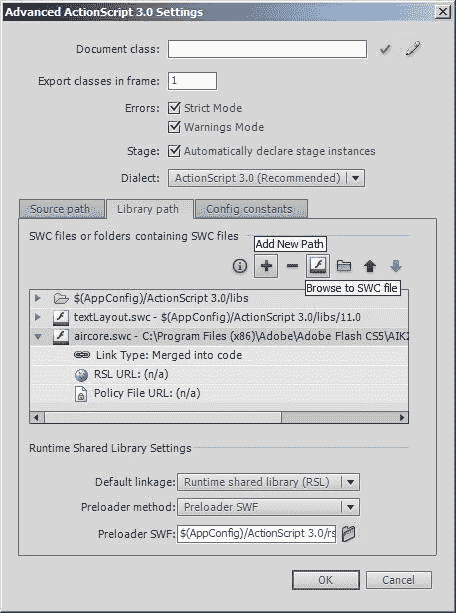 Advanced ActionScript 3.0 Settings
Document class:
Export classes in frame: 1
Errors: Strict Mode
Warnings Mode
Stage: Automatically declare stage instances
Dialect: ActionScript 3.0 (Recommended)
Source path Library path Config constants
SWC files or folders containing SWC files
Add New Path
Browse to SWC file
$(AppConfig)/ActionScript 3.0/libs
textLayout.swc - $(AppConfig)/ActionScript 3.0/libs/11.0
aircore.swc - C:\Program Files (x86)\Adobe\Adobe Flash CS5\AIK
Link Type: Merged into code
RSL URL: (n/a)
Policy File URL: (n/a)
Runtime Shared Library Settings
Default linkage: Runtime shared library (RSL)
Preloader method: Preloader SWF
Preloader SWF: $(AppConfig)/ActionScript 3.0/rs
OK Cancel